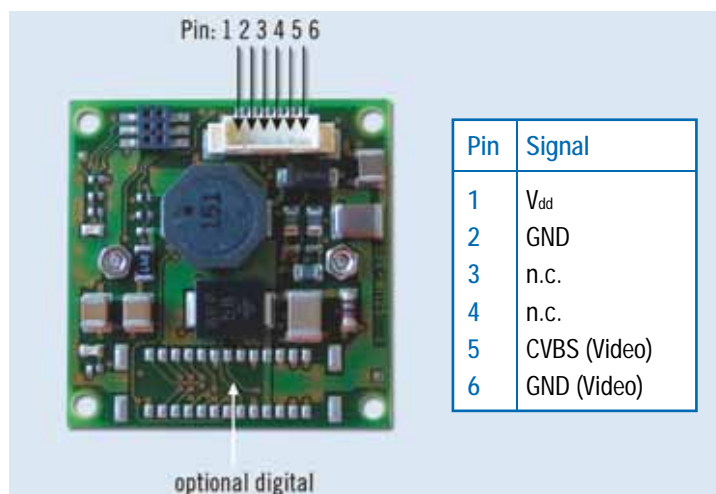 Pin: 1 2 3 4 5 6
151
Pin Signal
1 Vdd
2 GND
3 n.c.
4 n.c.
5 CVBS (Video)
6 GND (Video)
optional digital